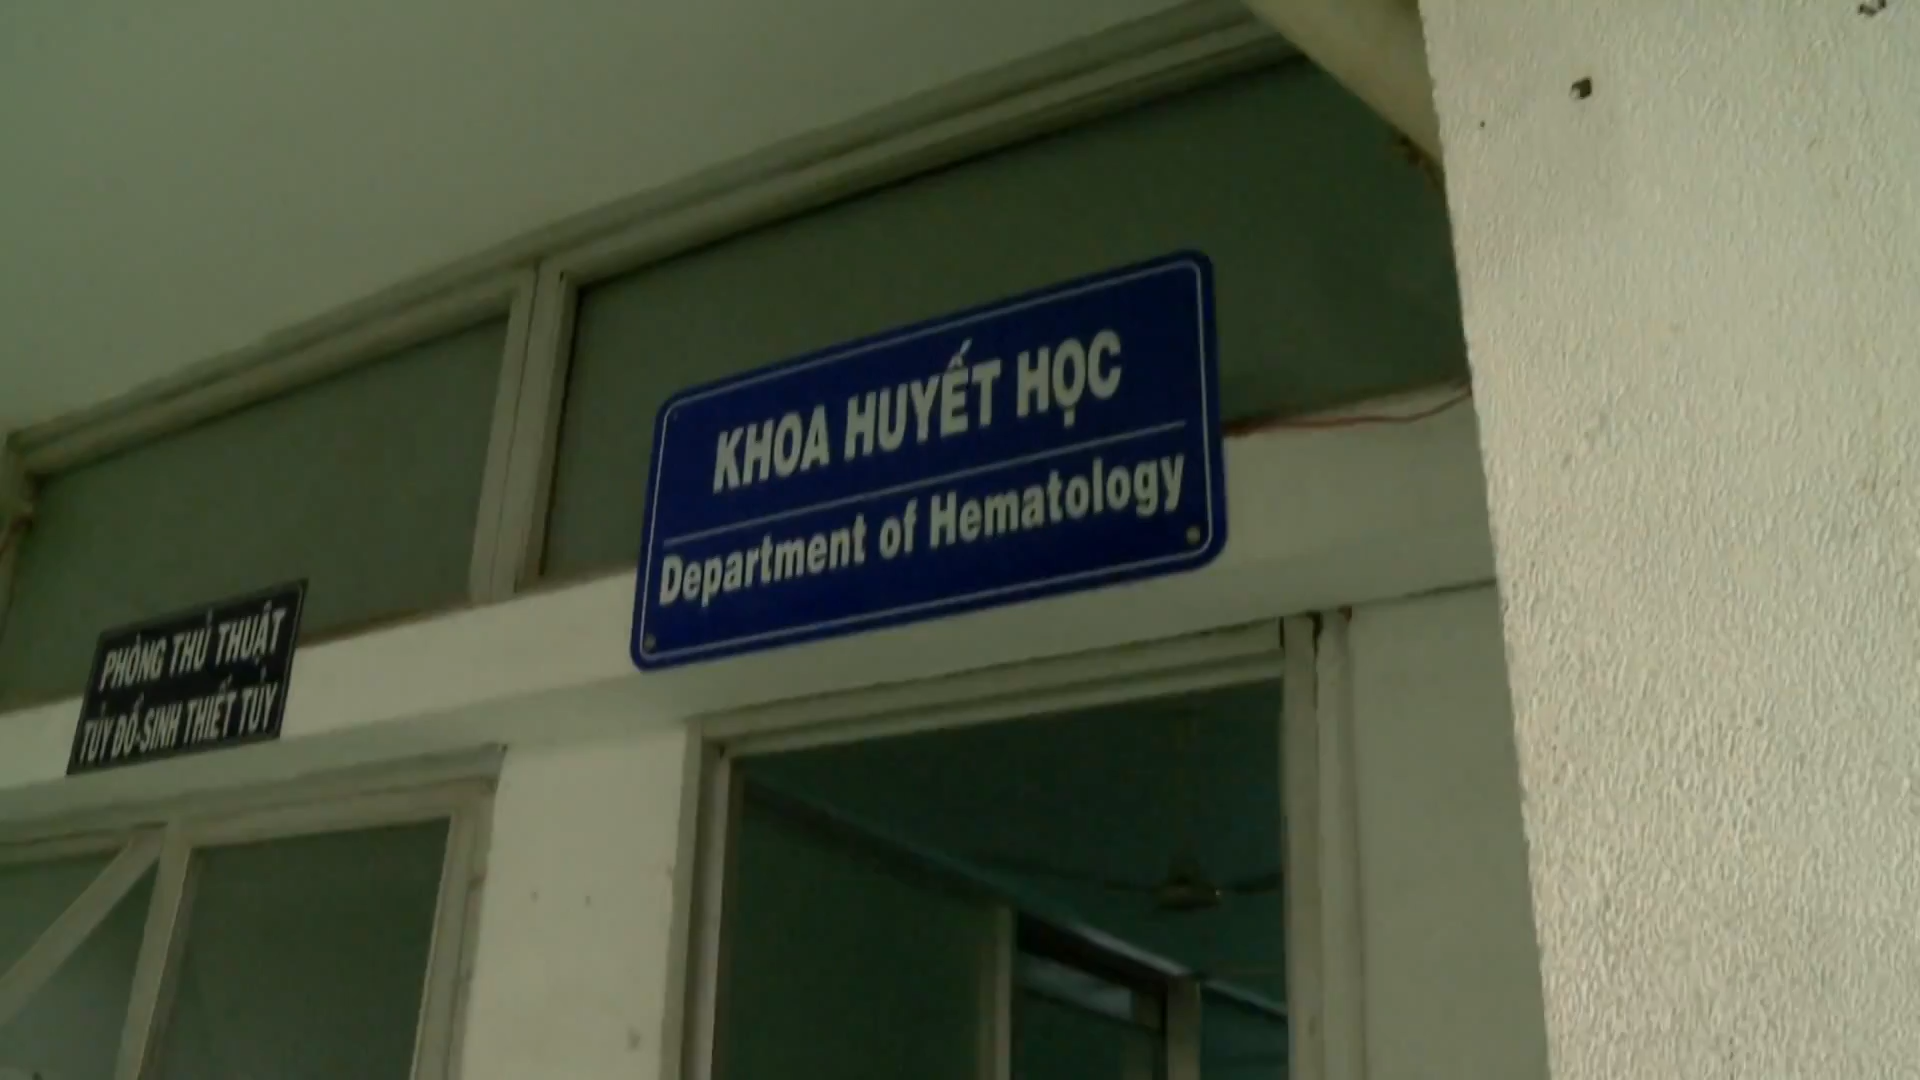 KHOA HUYẾT HỌC
Department of Hematology
PHÒNG THỦ THUẬT
TỦY ĐỒ-SINH THIẾT TỦY